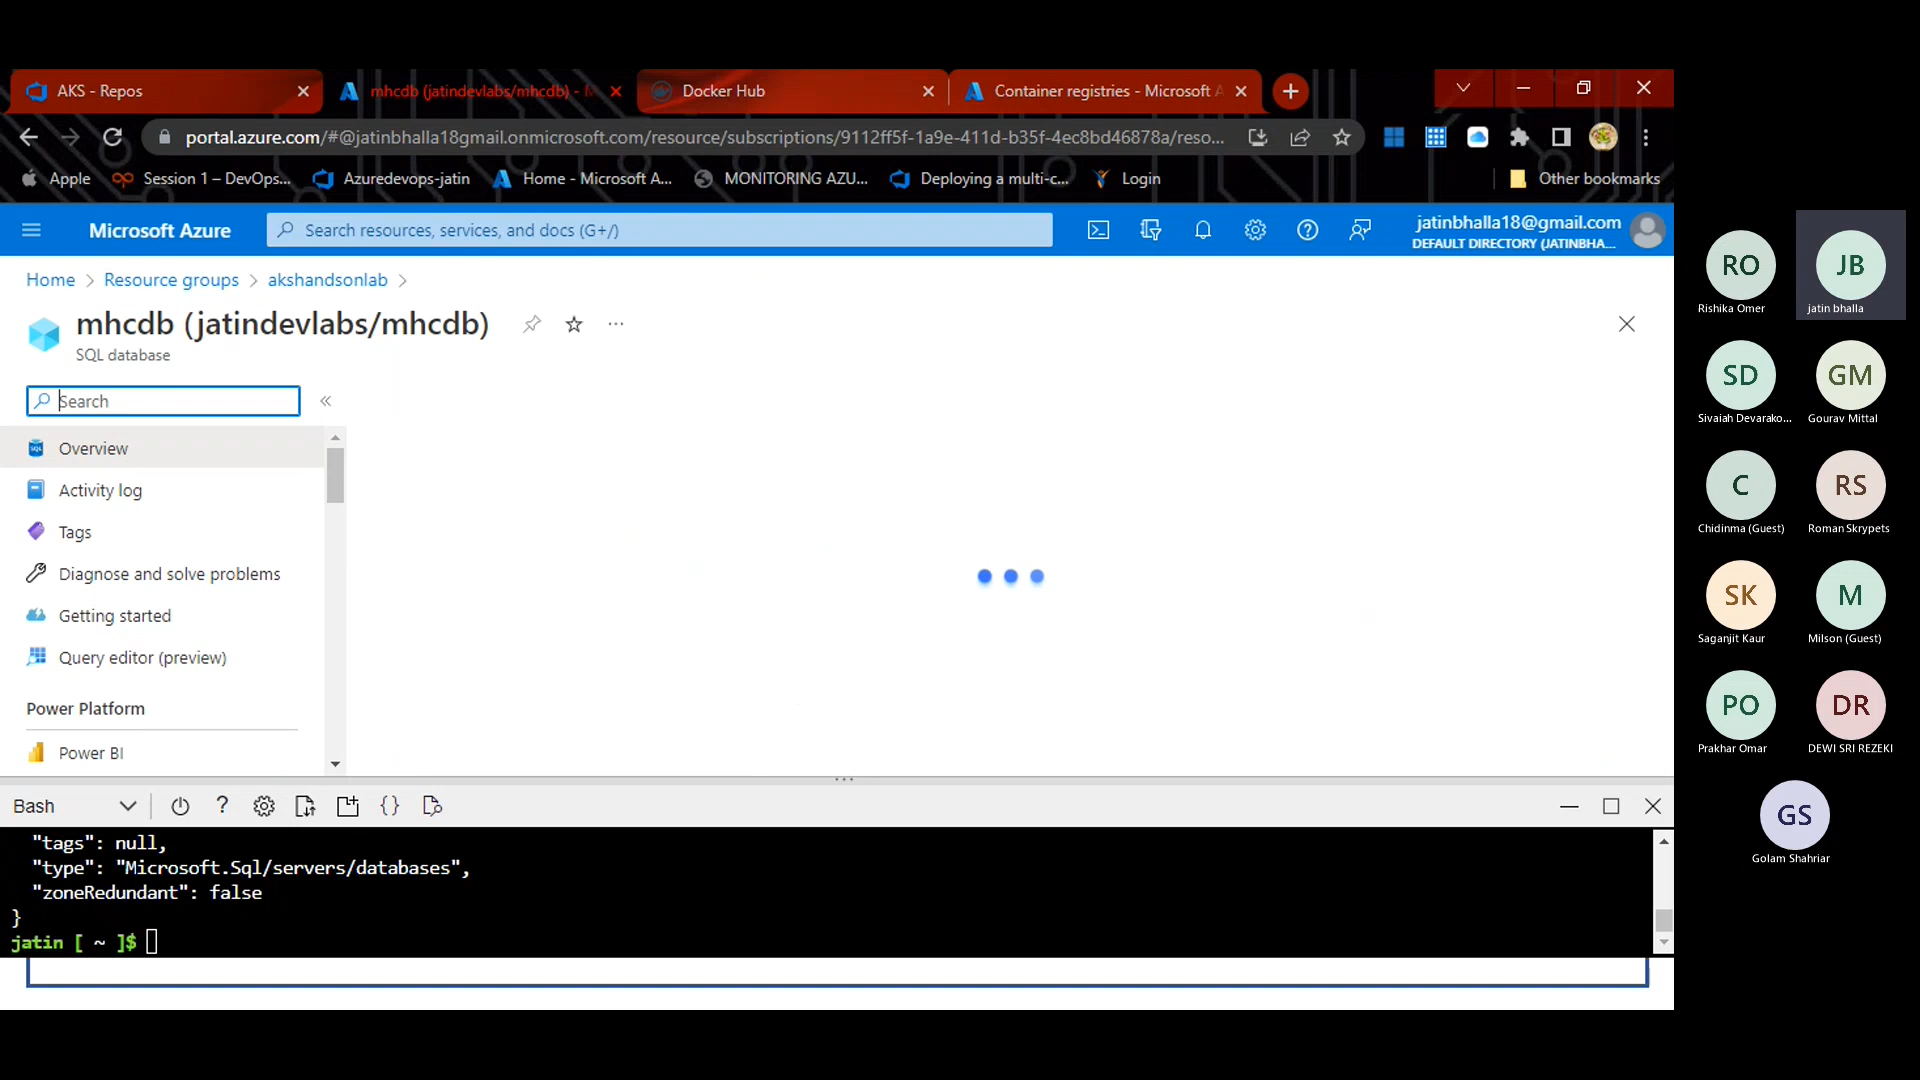 AKS - Repos
mhcdb (jatindevlabs/mhcdb) - M
Docker Hub
Container registries - Microsoft A
portal.azure.com/#@jatinbhalla18gmail.onmicrosoft.com/resource/subscriptions/9112ff5f-1a9e-411d-b35f-4ec8bd46878a/reso...
Apple
Session 1 – DevOps...
Azuredevops-jatin
Home - Microsoft A...
MONITORING AZU...
Deploying a multi-c...
Login
Other bookmarks
Microsoft Azure
Search resources, services, and docs (G+/)
jatinbhalla18@gmail.com
DEFAULT DIRECTORY (JATINBHA...
Home > Resource groups > akshandsonlab >
mhcdb (jatindevlabs/mhcdb)
SQL database
Search
Overview
Activity log
Tags
Diagnose and solve problems
Getting started
Query editor (preview)
Power Platform
Power BI
Bash
"tags": null,
"type": "Microsoft.Sql/servers/databases",
"zoneRedundant": false
}
jatin [ ~ ]$
RO
Rishika Omer
JB
jatin bhalla
SD
Sivaiah Devarako...
GM
Gourav Mittal
C
Chidinma (Guest)
RS
Roman Skrypets
SK
Saganjit Kaur
M
Milson (Guest)
PO
Prakhar Omar
DR
DEWI SRI REZEKI
GS
Golam Shahriar